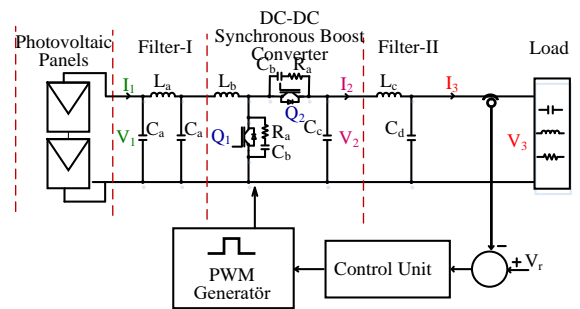 DC-DC
Photovoltaic Panels
Filter-I
Synchronous Boost Converter
Filter-II
Load
I1
La
Lb
Cb
Ra
I2
Lc
I3
Q2
Ca
Ca
V1
Q1
Ra
Cb
Cc
V2
Cd
V3
PWM Generatör
Control Unit
−
+
Vr